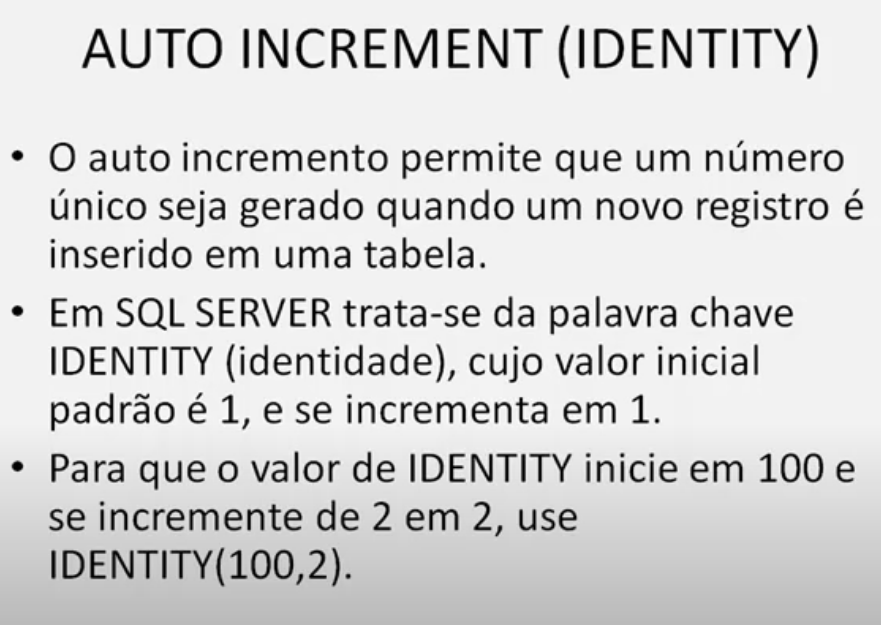 AUTO INCREMENT (IDENTITY)
• O auto incremento permite que um número
único seja gerado quando um novo registro é
inserido em uma tabela.
• Em SQL SERVER trata-se da palavra chave
IDENTITY (identidade), cujo valor inicial
padrão é 1, e se incrementa em 1.
• Para que o valor de IDENTITY inicie em 100 e
se incremente de 2 em 2, use
IDENTITY(100,2).